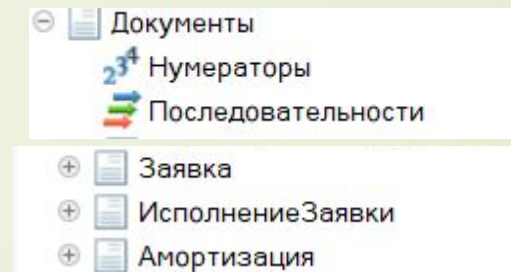 Документы
Нумераторы
Последовательности
Заявка
ИсполнениеЗаявки
Амортизация